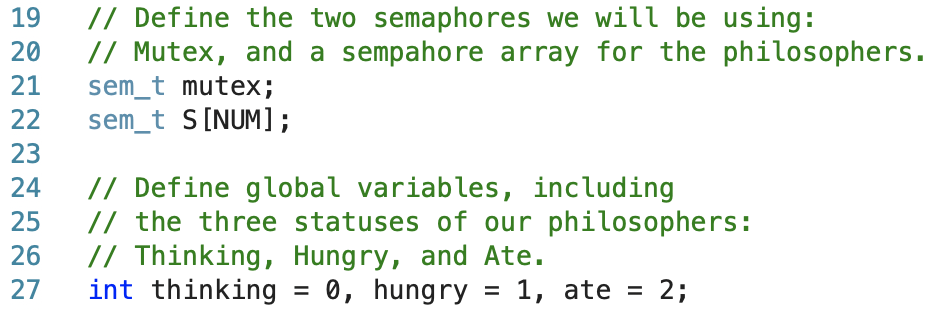 19 // Define the two semaphores we will be using:
20 // Mutex, and a sempahore array for the philosophers.
21 sem_t mutex;
22 sem_t S[NUM];
23
24 // Define global variables, including
25 // the three statuses of our philosophers:
26 // Thinking, Hungry, and Ate.
27 int thinking = 0, hungry = 1, ate = 2;